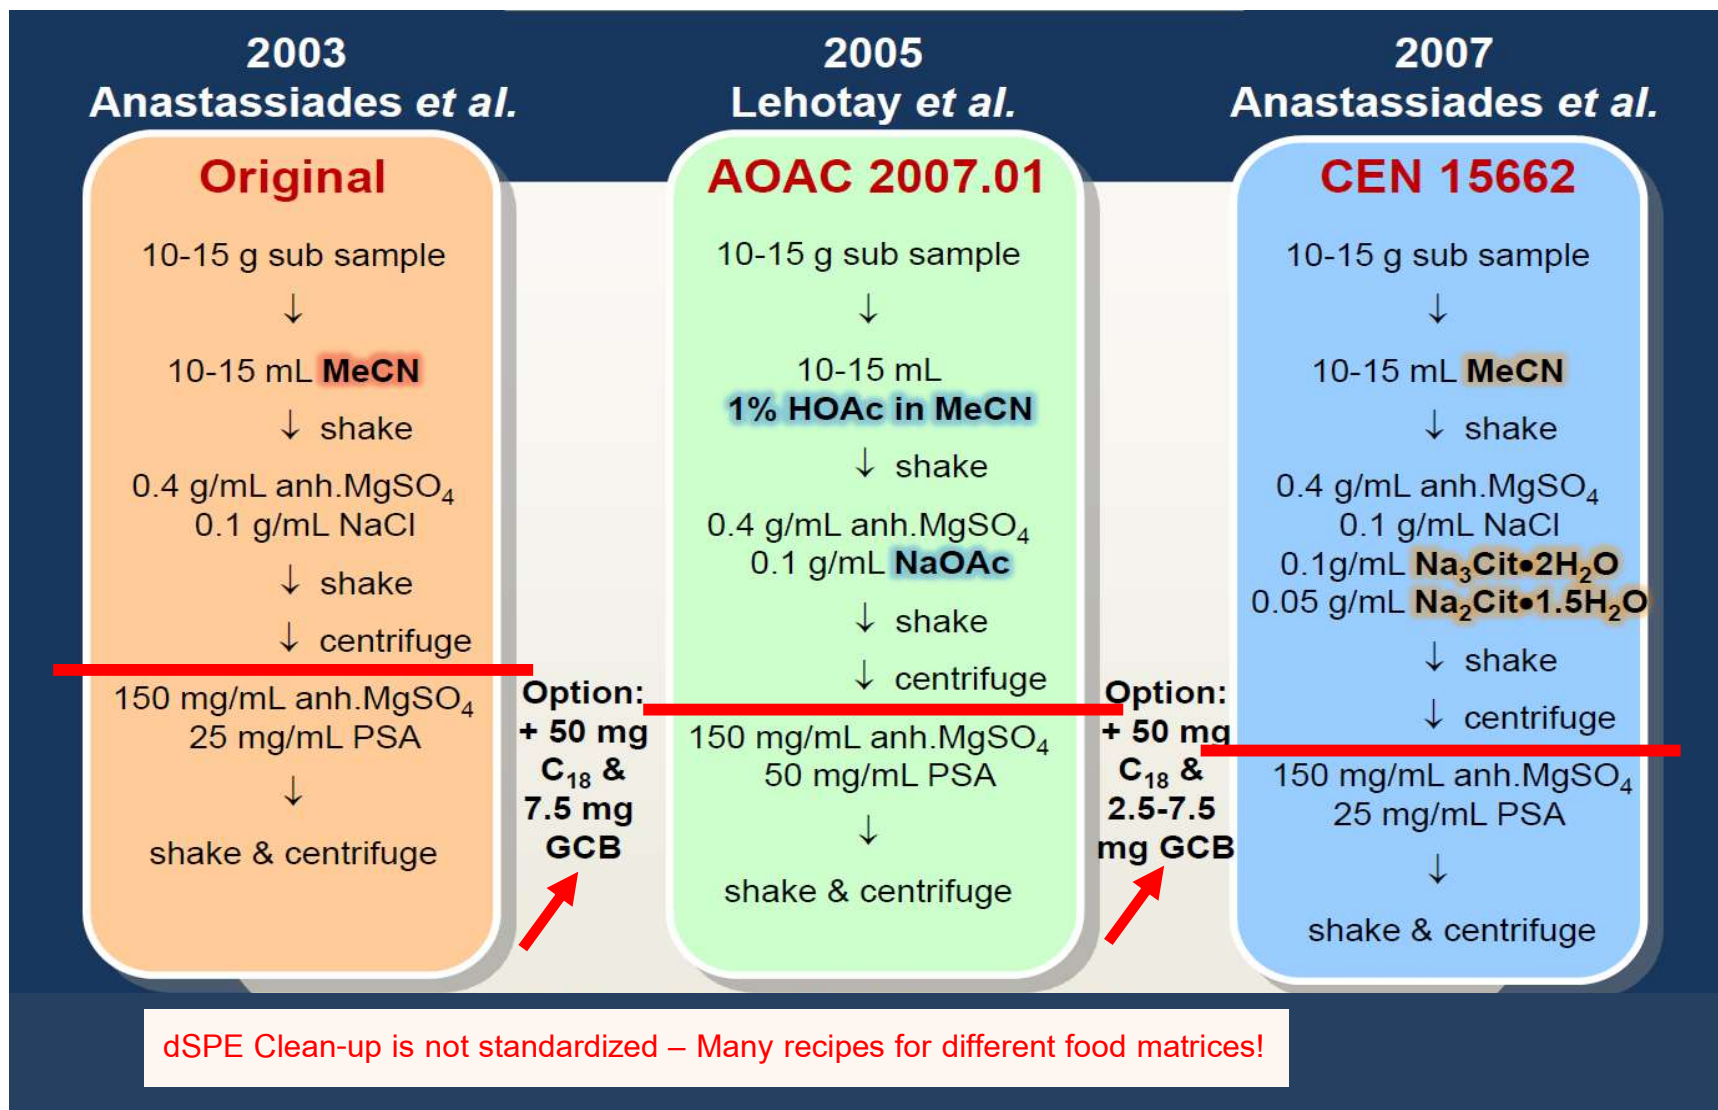 2003
Anastassiades et al.
Original
10-15 g sub sample
↓
10-15 mL MeCN
↓ shake
0.4 g/mL anh.MgSO₄
0.1 g/mL NaCl
↓ shake
↓ centrifuge
150 mg/mL anh.MgSO₄
25 mg/mL PSA
↓
shake & centrifuge
Option:
+ 50 mg
C₁₈ &
7.5 mg
GCB
2005
Lehotay et al.
AOAC 2007.01
10-15 g sub sample
↓
10-15 mL
1% HOAc in MeCN
↓ shake
0.4 g/mL anh.MgSO₄
0.1 g/mL NaOAc
↓ shake
↓ centrifuge
150 mg/mL anh.MgSO₄
50 mg/mL PSA
↓
shake & centrifuge
Option:
+ 50 mg
C₁₈ &
2.5-7.5
mg GCB
2007
Anastassiades et al.
CEN 15662
10-15 g sub sample
↓
10-15 mL MeCN
↓ shake
0.4 g/mL anh.MgSO₄
0.1 g/mL NaCl
0.1g/mL Na₃Cit•2H₂O
0.05 g/mL Na₂Cit•1.5H₂O
↓ shake
↓ centrifuge
150 mg/mL anh.MgSO₄
25 mg/mL PSA
↓
shake & centrifuge
dSPE Clean-up is not standardized – Many recipes for different food matrices!